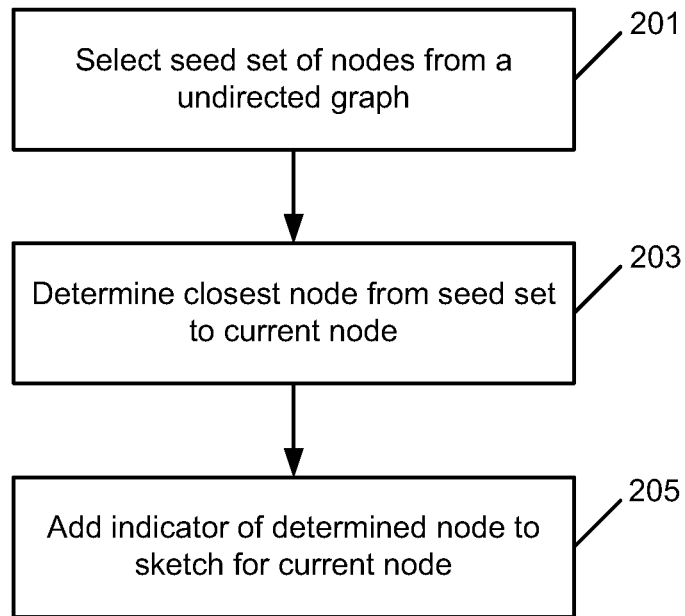 201
Select seed set of nodes from a
undirected graph
203
Determine closest node from seed set
to current node
205
Add indicator of determined node to
sketch for current node